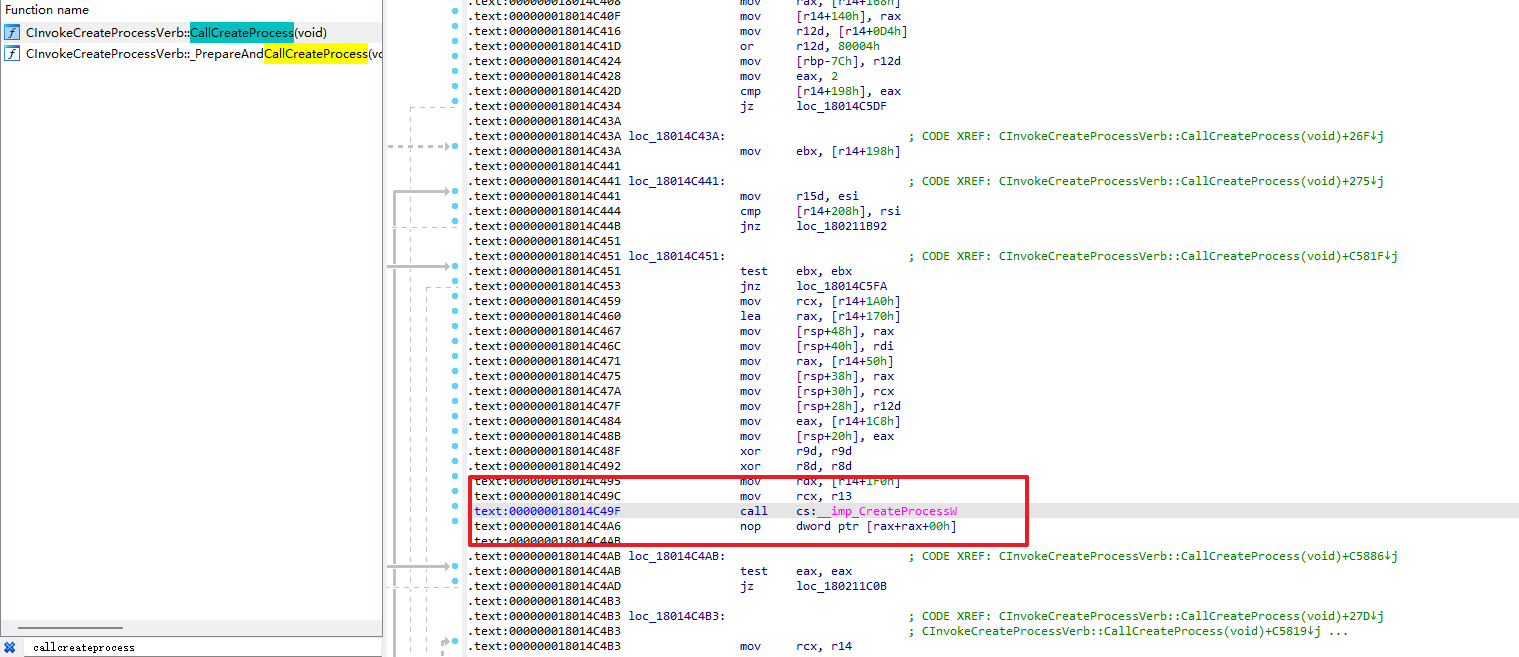 Function name
f CInvokeCreateProcessVerb::CallCreateProcess(void)
f CInvokeCreateProcessVerb::_PrepareAndCallCreateProcess(vo
callcreateprocess
.text:000000018014C408 mov rax, [r14+168h]
.text:000000018014C40F mov [r14+140h], rax
.text:000000018014C416 mov r12d, [r14+0D4h]
.text:000000018014C41D or r12d, 80004h
.text:000000018014C424 mov [rbp-7Ch], r12d
.text:000000018014C428 mov eax, 2
.text:000000018014C42D cmp [r14+198h], eax
.text:000000018014C434 jz loc_18014C5DF
.text:000000018014C43A
.text:000000018014C43A loc_18014C43A: ; CODE XREF: CInvokeCreateProcessVerb::CallCreateProcess(void)+26F↓j
.text:000000018014C43A mov ebx, [r14+198h]
.text:000000018014C441
.text:000000018014C441 loc_18014C441: ; CODE XREF: CInvokeCreateProcessVerb::CallCreateProcess(void)+275↓j
.text:000000018014C441 mov r15d, esi
.text:000000018014C444 cmp [r14+208h], rsi
.text:000000018014C44B jnz loc_180211B92
.text:000000018014C451
.text:000000018014C451 loc_18014C451: ; CODE XREF: CInvokeCreateProcessVerb::CallCreateProcess(void)+C581F↓j
.text:000000018014C451 test ebx, ebx
.text:000000018014C453 jnz loc_18014C5FA
.text:000000018014C459 mov rcx, [r14+1A0h]
.text:000000018014C460 lea rax, [r14+170h]
.text:000000018014C467 mov [rsp+48h], rax
.text:000000018014C46C mov [rsp+40h], rdi
.text:000000018014C471 mov rax, [r14+50h]
.text:000000018014C475 mov [rsp+38h], rax
.text:000000018014C47A mov [rsp+30h], rcx
.text:000000018014C47F mov [rsp+28h], r12d
.text:000000018014C484 mov eax, [r14+1C8h]
.text:000000018014C48B mov [rsp+20h], eax
.text:000000018014C48F xor r9d, r9d
.text:000000018014C492 xor r8d, r8d
.text:000000018014C495 mov rdx, [r14+1F0h]
text:000000018014C49C mov rcx, r13
text:000000018014C49F call cs:__imp_CreateProcessW
text:000000018014C4A6 nop dword ptr [rax+rax+00h]
.text:000000018014C4AB
.text:000000018014C4AB loc_18014C4AB: ; CODE XREF: CInvokeCreateProcessVerb::CallCreateProcess(void)+C5886↓j
.text:000000018014C4AB test eax, eax
.text:000000018014C4AD jz loc_180211C0B
.text:000000018014C4B3
.text:000000018014C4B3 loc_18014C4B3: ; CODE XREF: CInvokeCreateProcessVerb::CallCreateProcess(void)+27D↓j
.text:000000018014C4B3 ; CInvokeCreateProcessVerb::CallCreateProcess(void)+C5819↓j ...
.text:000000018014C4B3 mov rcx, r14